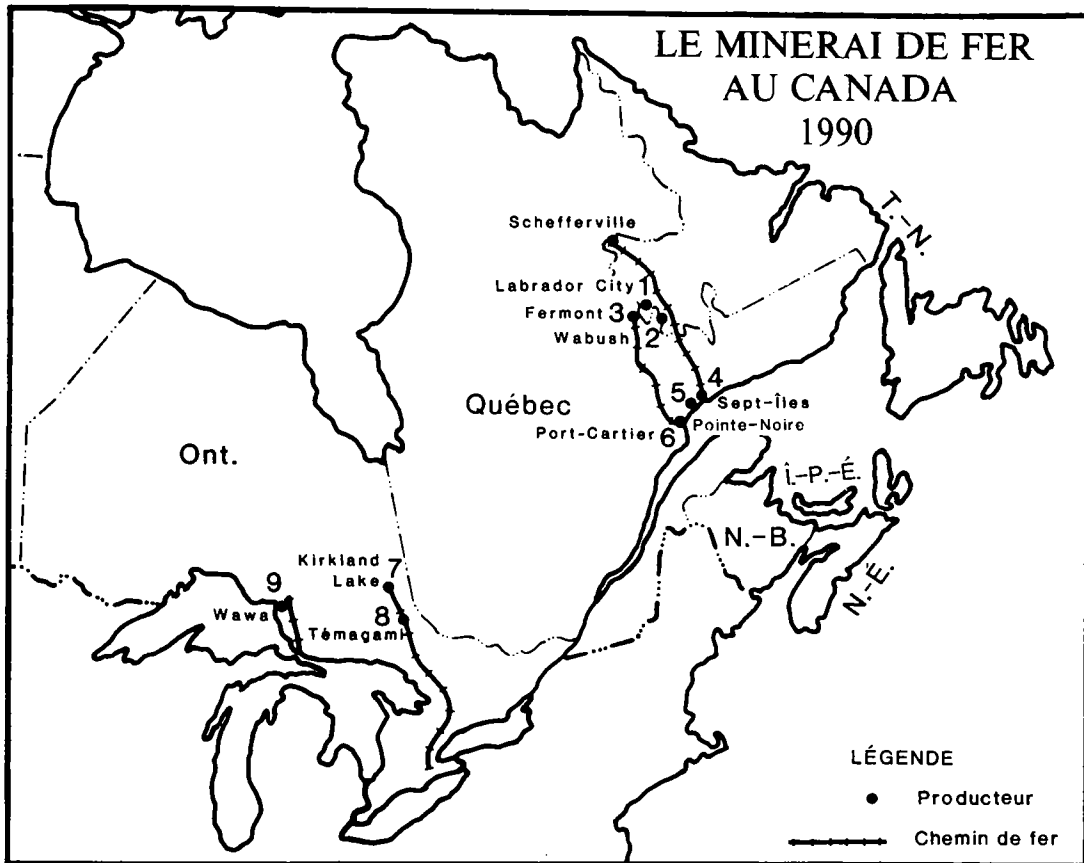 LE MINERAI DE FER
AU CANADA
1990
T.-N.
Schefferville
Labrador City 1
Fermont 3
Wabush 2
4
5
Sept-Îles
Québec
Pointe-Noire
Port-Cartier 6
Ont.
Î.-P.-É.
N.-B.
N.-É.
Kirkland 7
Lake
9
Wawa
8
Témagami
LÉGENDE
Producteur
Chemin de fer